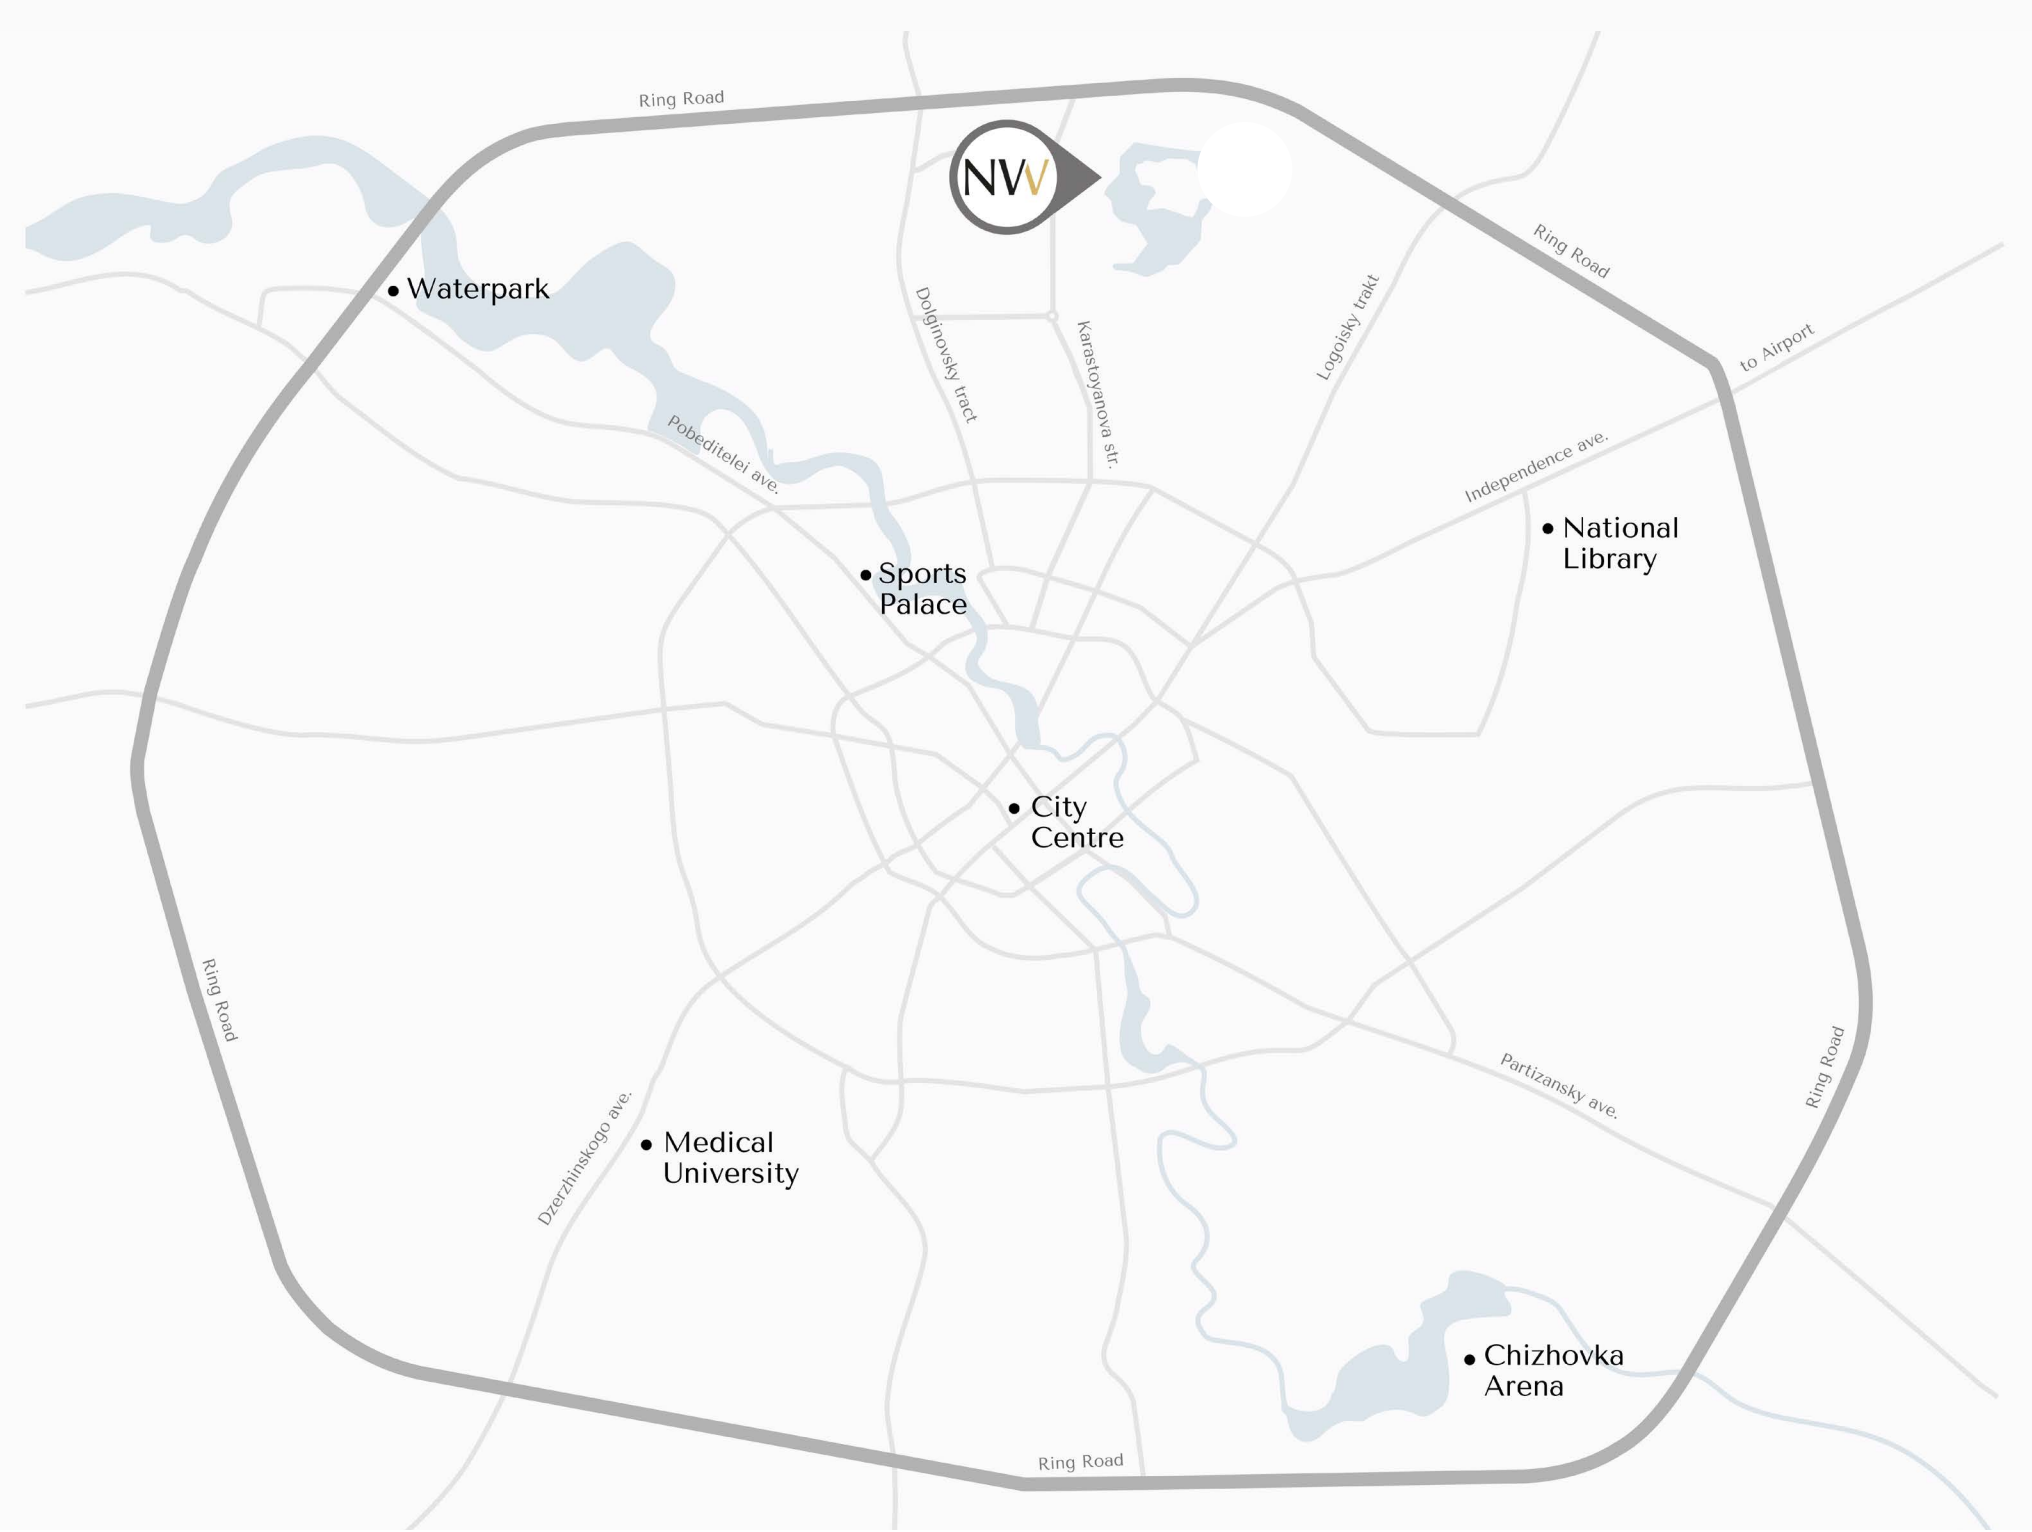 Ring Road
NW
Ring Road
Waterpark
Dolginovsky tract
Karastoyanova str.
Logoisky trakt
to Airport
Pobeditelei ave.
Independence ave.
National
Library
Sports
Palace
City
Centre
Ring Road
Ring Road
Partizansky ave.
Dzerzhinskogo ave.
Medical
University
Chizhovka
Arena
Ring Road